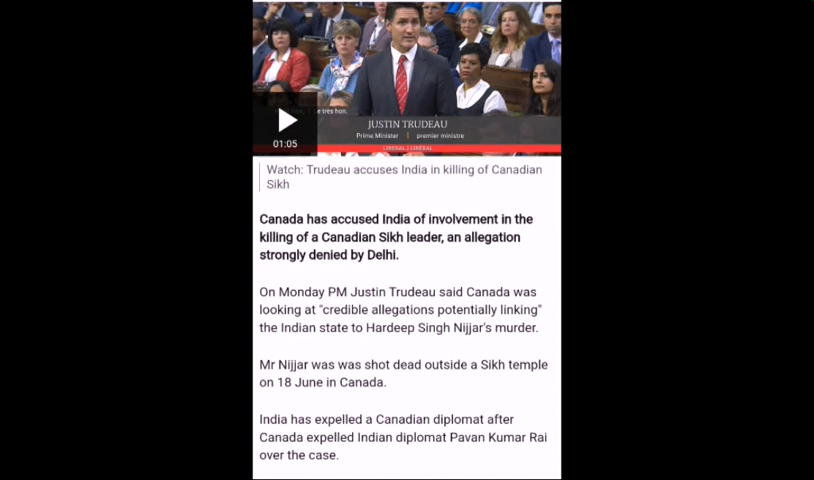 très hon.
JUSTIN TRUDEAU
Prime Minister | premier ministre
LIBERAL | LIBÉRAL
01:05
Watch: Trudeau accuses India in killing of Canadian
Sikh
Canada has accused India of involvement in the
killing of a Canadian Sikh leader, an allegation
strongly denied by Delhi.
On Monday PM Justin Trudeau said Canada was
looking at "credible allegations potentially linking"
the Indian state to Hardeep Singh Nijjar's murder.
Mr Nijjar was was shot dead outside a Sikh temple
on 18 June in Canada.
India has expelled a Canadian diplomat after
Canada expelled Indian diplomat Pavan Kumar Rai
over the case.